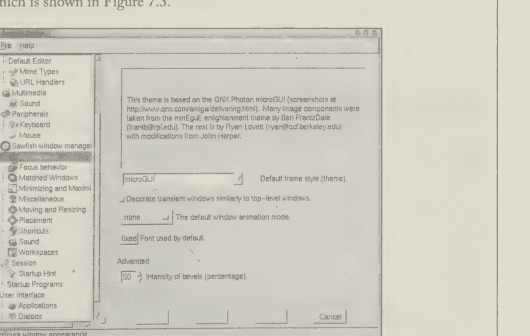 hich is shown in Figure 7.3.
File Help
Default Editor
Mime Types
URL Handlers
Multimedia
Sound
Peripherals
Keyboard
Mouse
Sawfish window manager
Focus behavior
Matched Windows
Minimizing and Maximi
Miscellaneous
Moving and Resizing
Placement
Shortcuts
Sound
Workspaces
Session
Startup Hint
Startup Programs
User interface
Applications
Dialogs
This theme is based on the QNX Photon microGUI (screenshots at
http://www.qnx.com/amiga/delivering.html). Many image components were
taken from the minEguE enlightenment theme by Ben FrantzDale
(frantb@rpi.edu). The rest is by Ryan Lovett (ryan@ocf.berkeley.edu)
with modifications from John Harper.
microGUI Default frame style (theme).
Decorate transient windows similarly to top-level windows.
none The default window animation mode.
fixed Font used by default.
Advanced
50 Intensity of bevels (percentage).
Cancel
nfigure window appearance